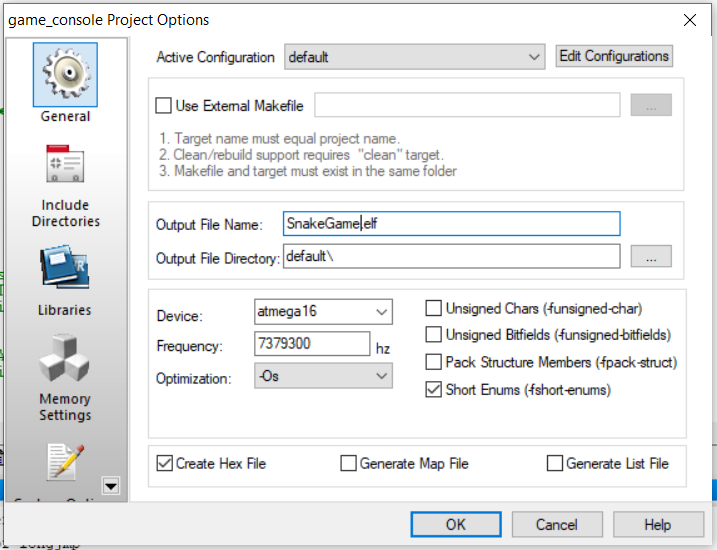 game_console Project Options
General
Include
Directories
Libraries
Memory
Settings
Active Configuration
default
Edit Configurations
Use External Makefile
...
1. Target name must equal project name.
2. Clean/rebuild support requires "clean" target.
3. Makefile and target must exist in the same folder
Output File Name:
SnakeGame.elf
Output File Directory:
default\
...
Device:
atmega16
Frequency:
7379300
hz
Optimization:
-Os
Unsigned Chars (-funsigned-char)
Unsigned Bitfields (-funsigned-bitfields)
Pack Structure Members (-fpack-struct)
Short Enums (-fshort-enums)
Create Hex File
Generate Map File
Generate List File
OK
Cancel
Help